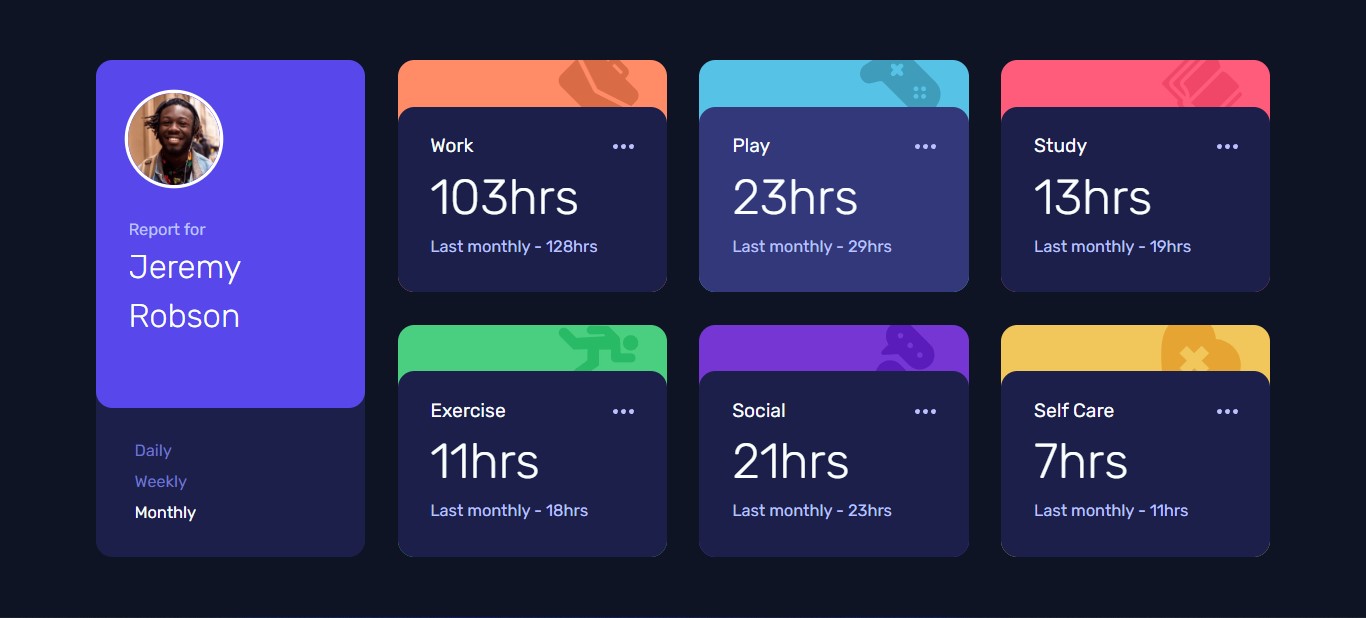 Report for
Jeremy
Robson
Daily
Weekly
Monthly
Work
103hrs
Last monthly - 128hrs
Play
23hrs
Last monthly - 29hrs
Study
13hrs
Last monthly - 19hrs
Exercise
11hrs
Last monthly - 18hrs
Social
21hrs
Last monthly - 23hrs
Self Care
7hrs
Last monthly - 11hrs